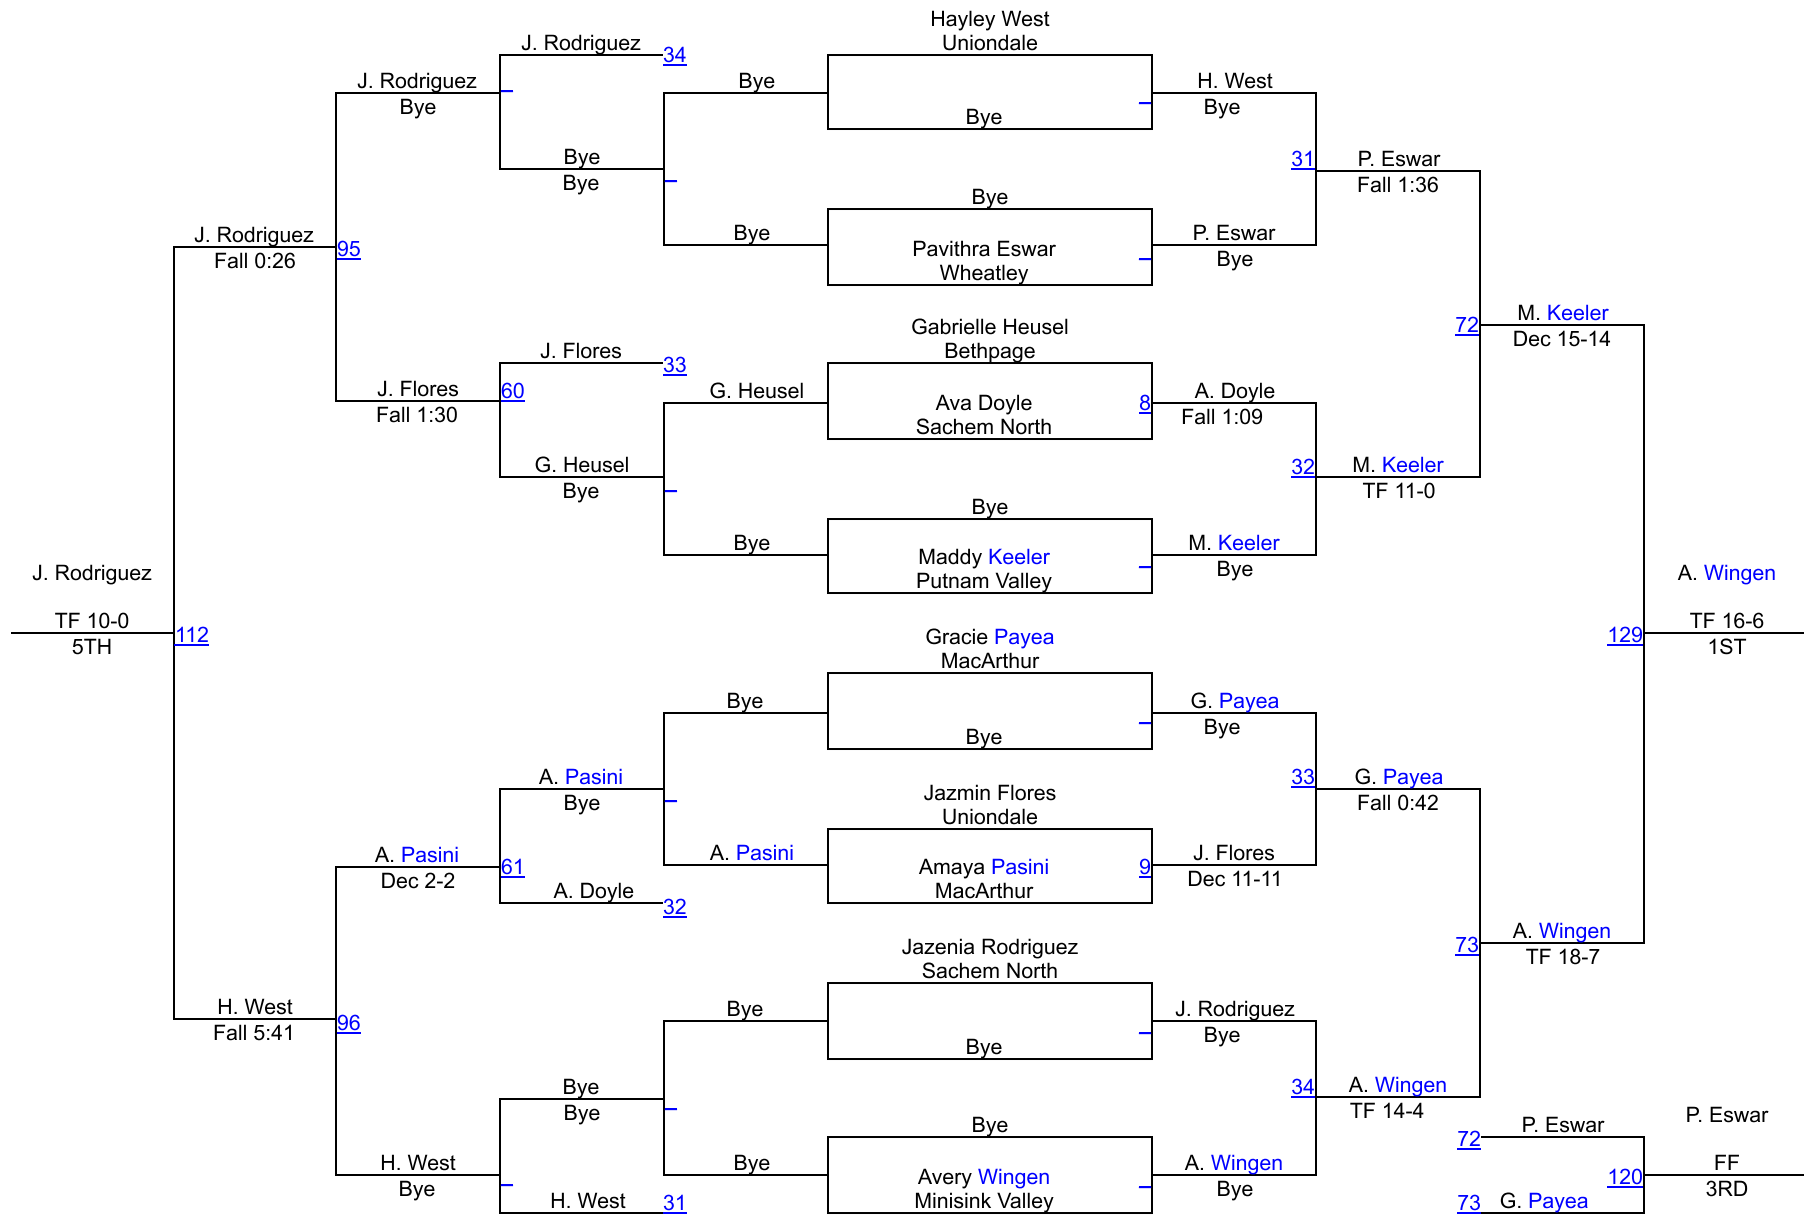 Hayley West
Uniondale
J. Rodriguez
34
J. Rodriguez
Bye
Bye
H. West
Bye
Bye
Bye
Bye
Bye
31
P. Eswar
Fall 1:36
Bye
Bye
Pavithra Eswar
Wheatley
P. Eswar
Bye
J. Rodriguez
Fall 0:26
95
Gabrielle Heusel
Bethpage
72
M. Keeler
Dec 15-14
J. Flores
33
J. Flores
Fall 1:30
60
G. Heusel
Ava Doyle
Sachem North
8
A. Doyle
Fall 1:09
G. Heusel
Bye
32
M. Keeler
TF 11-0
Bye
Bye
Maddy Keeler
Putnam Valley
M. Keeler
Bye
J. Rodriguez
TF 10-0
5TH
112
A. Wingen
TF 16-6
1ST
129
Gracie Payea
MacArthur
Bye
Bye
G. Payea
Bye
A. Pasini
Bye
33
G. Payea
Fall 0:42
Jazmin Flores
Uniondale
A. Pasini
Dec 2-2
61
A. Pasini
Amaya Pasini
MacArthur
9
J. Flores
Dec 11-11
A. Doyle
32
Jazenia Rodriguez
Sachem North
73
A. Wingen
TF 18-7
H. West
Fall 5:41
96
Bye
Bye
J. Rodriguez
Bye
Bye
Bye
34
A. Wingen
TF 14-4
Bye
H. West
Bye
Bye
Avery Wingen
Minisink Valley
A. Wingen
Bye
H. West
31
72
P. Eswar
P. Eswar
FF
3RD
120
73
G. Payea